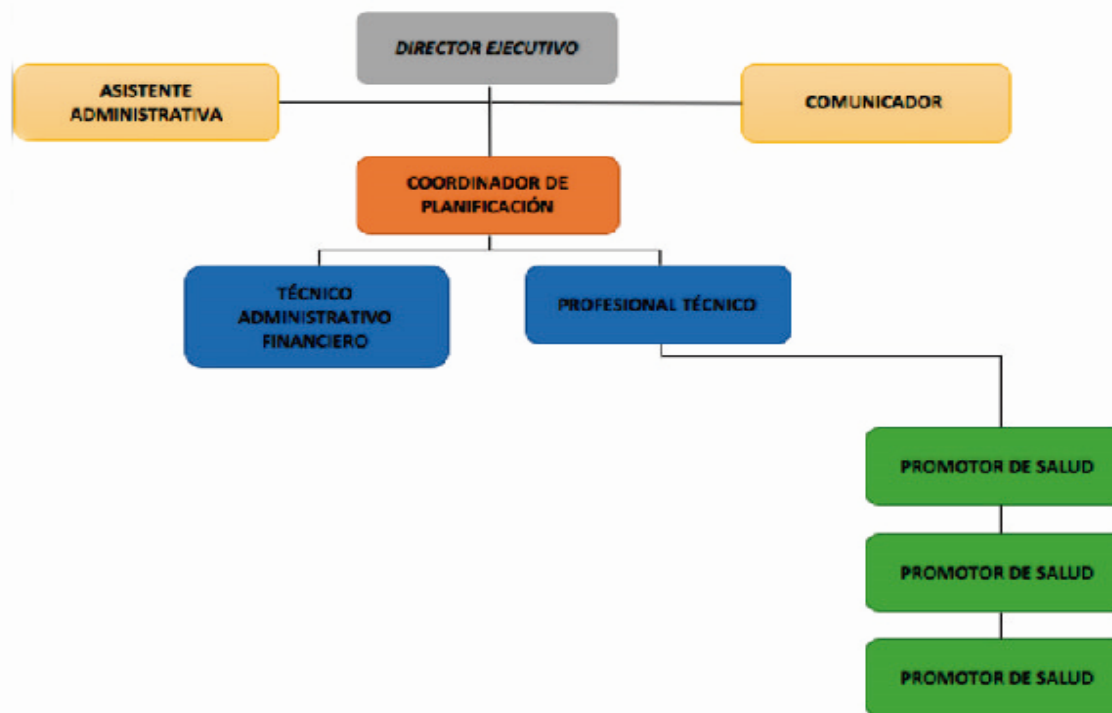 DIRECTOR EJECUTIVO
ASISTENTE
ADMINISTRATIVA
COMUNICADOR
COORDINADOR DE
PLANIFICACIÓN
TÉCNICO
ADMINISTRATIVO
FINANCIERO
PROFESIONAL TÉCNICO
PROMOTOR DE SALUD
PROMOTOR DE SALUD
PROMOTOR DE SALUD